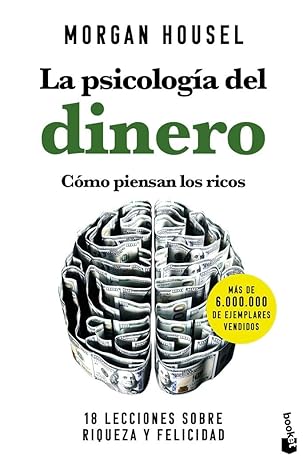 MORGAN HOUSEL
La psicología del
dinero
Cómo piensan los ricos
MÁS DE
6.000.000
DE EJEMPLARES
VENDIDOS
18 LECCIONES SOBRE
RIQUEZA Y FELICIDAD
booket